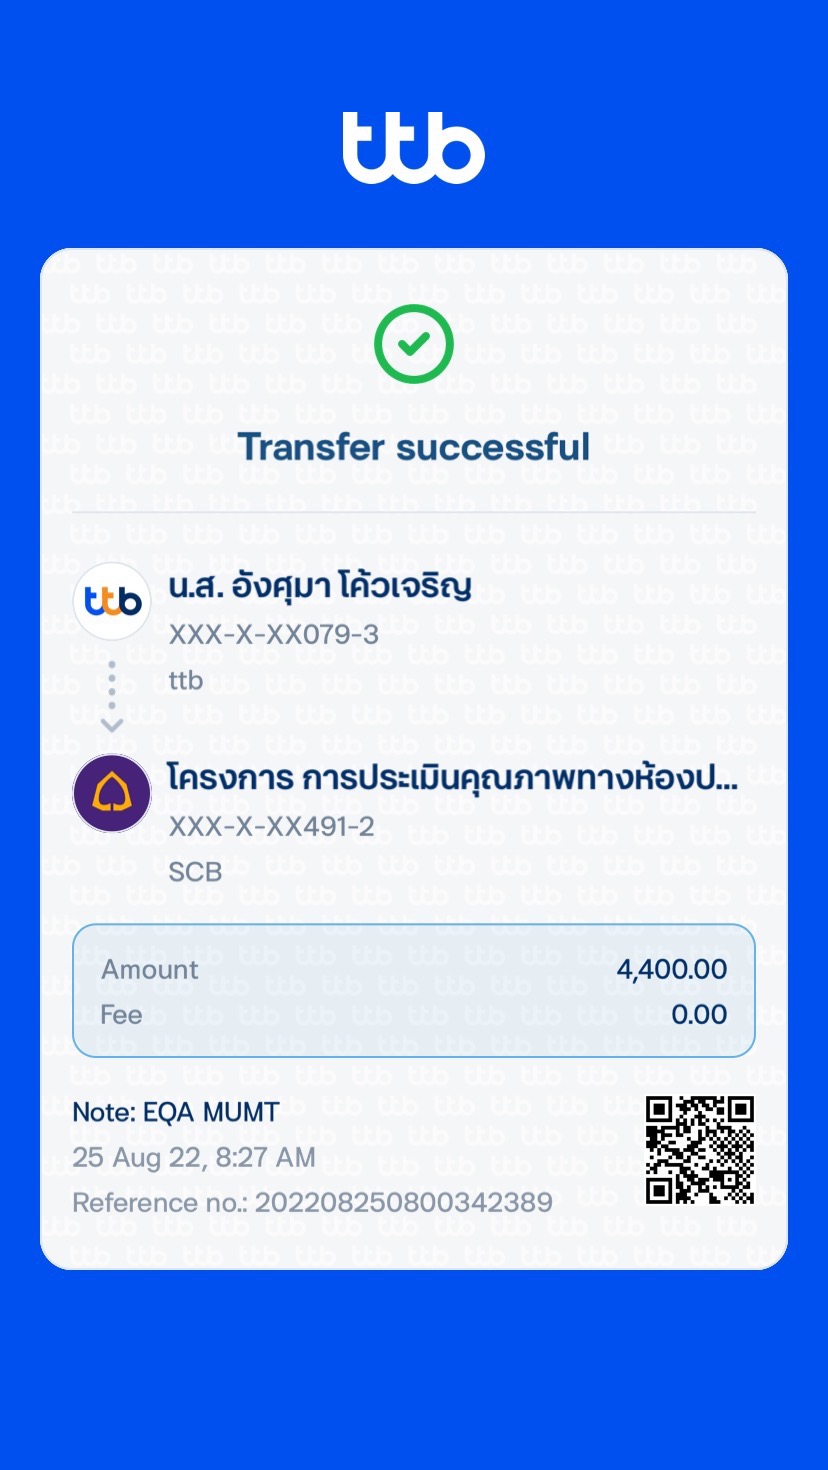 ttb
Transfer successful
ttb
น.ส. อังศุมา โค้วเจริญ
XXX-X-XX079-3
ttb
โครงการ การประเมินคุณภาพทางห้องป...
XXX-X-XX491-2
SCB
Amount 4,400.00
Fee 0.00
Note: EQA MUMT
25 Aug 22, 8:27 AM
Reference no.: 202208250800342389